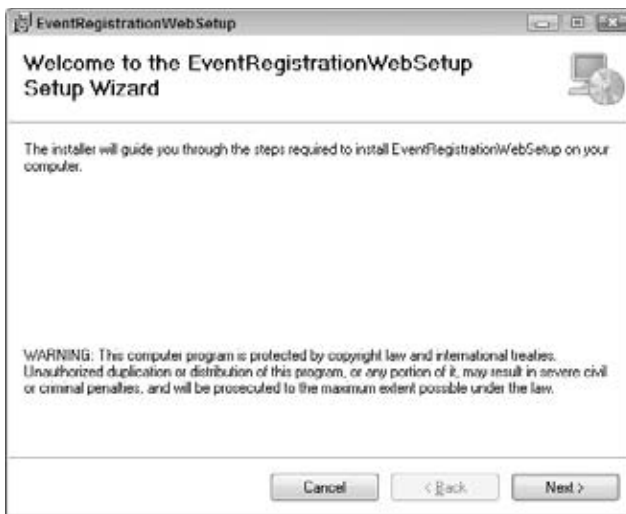 EventRegistrationWebSetup
Welcome to the EventRegistrationWebSetup
Setup Wizard
The installer will guide you through the steps required to install EventRegistrationWebSetup on your
computer.
WARNING: This computer program is protected by copyright law and international treaties.
Unauthorized duplication or distribution of this program, or any portion of it, may result in severe civil
or criminal penalties, and will be prosecuted to the maximum extent possible under the law.
Cancel
< Back
Next >